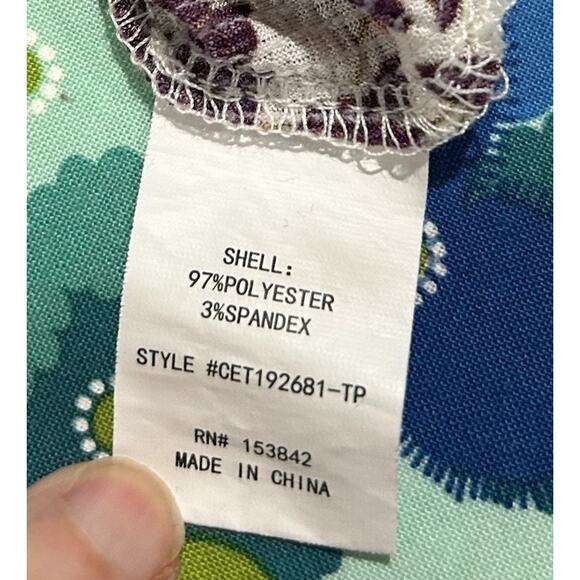 SHELL:
97%POLYESTER
3%SPANDEX
STYLE #CET192681-TP
RN# 153842
MADE IN CHINA